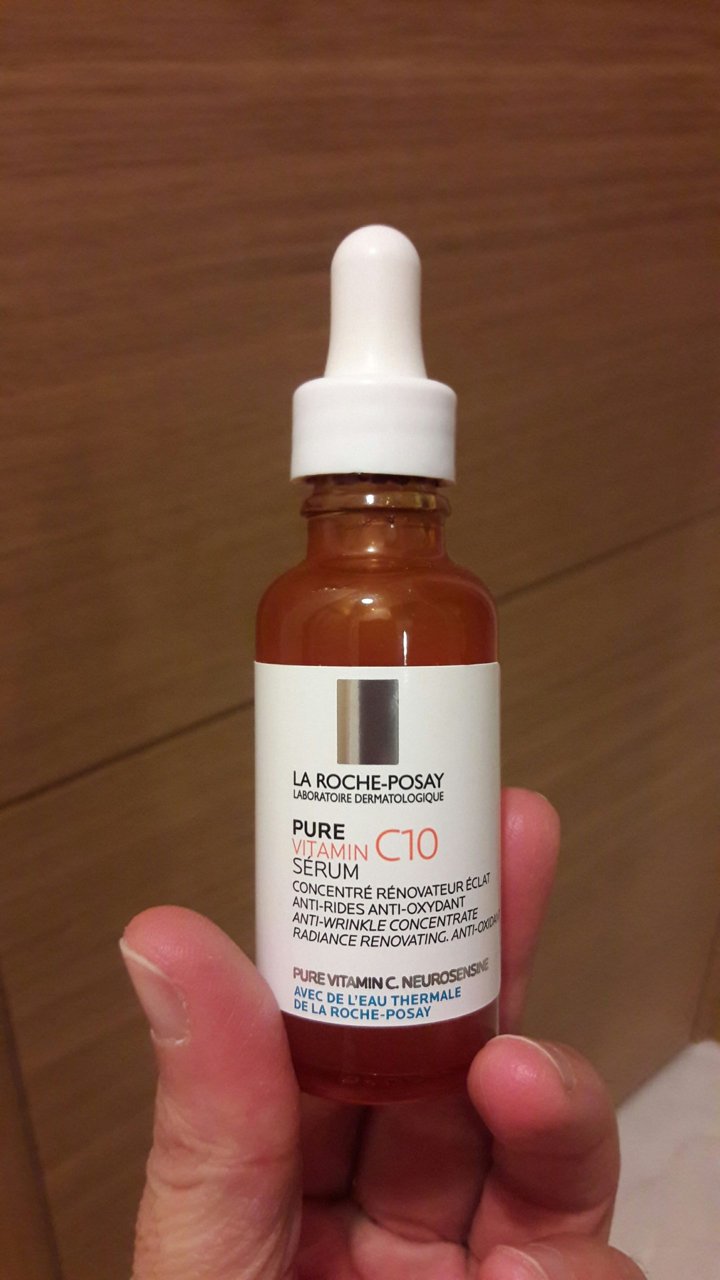 LA ROCHE-POSAY
LABORATOIRE DERMATOLOGIQUE
PURE
VITAMIN C10
SÉRUM
CONCENTRÉ RÉNOVATEUR ÉCLAT
ANTI-RIDES ANTI-OXYDANT
ANTI-WRINKLE CONCENTRATE
RADIANCE RENOVATING. ANTI-OXIDA
PURE VITAMIN C. NEUROSENSINE
AVEC DE L'EAU THERMALE
DE LA ROCHE-POSAY